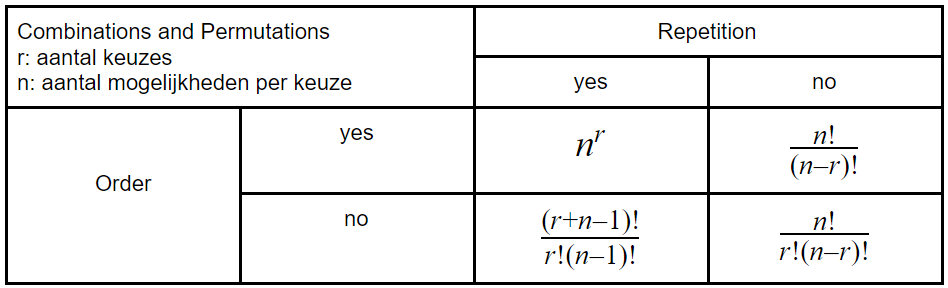 Combinations and Permutations
r: aantal keuzes
n: aantal mogelijkheden per keuze
Repetition
yes
no
Order
yes
n^r
n!/(n–r)!
no
(r+n–1)!/r!(n–1)!
n!/r!(n–r)!